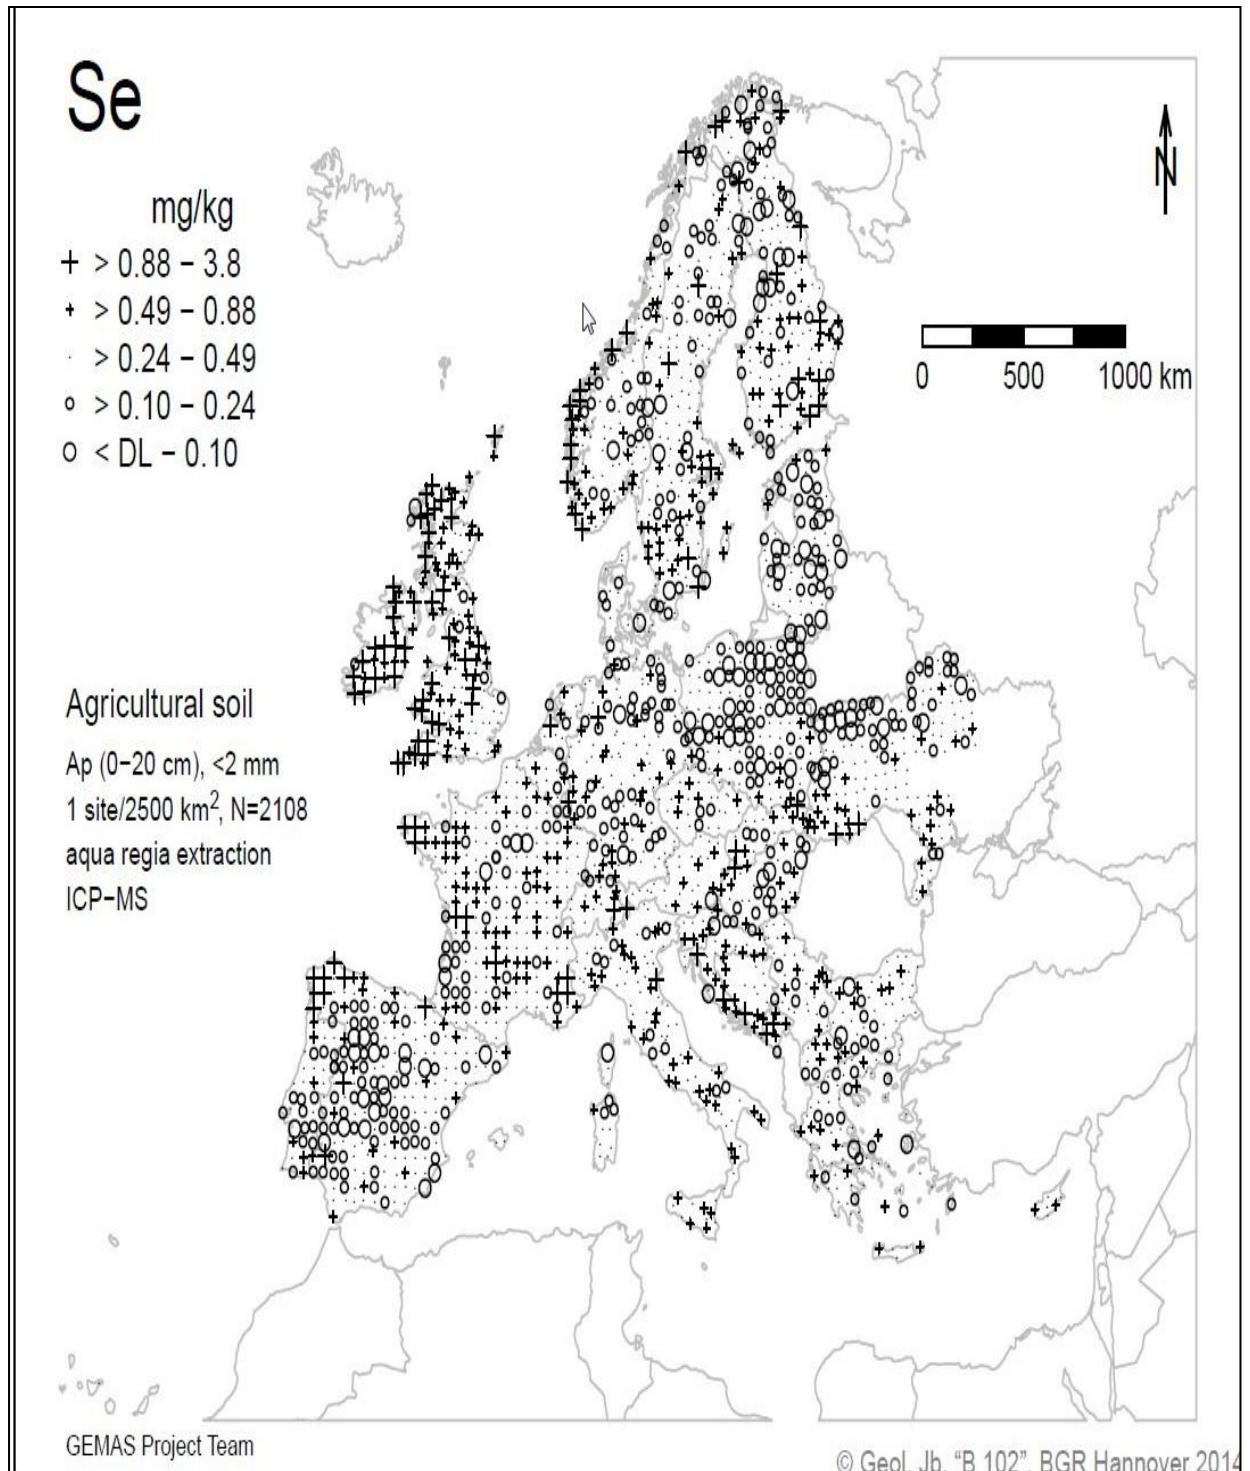 Se
mg/kg
+ > 0.88 − 3.8
+ > 0.49 − 0.88
· > 0.24 − 0.49
o > 0.10 − 0.24
O < DL − 0.10
N
0 500 1000 km
Agricultural soil
Ap (0−20 cm), <2 mm
1 site/2500 km², N=2108
aqua regia extraction
ICP−MS
GEMAS Project Team
© Geol. Jb. "B 102", BGR Hannover 2014